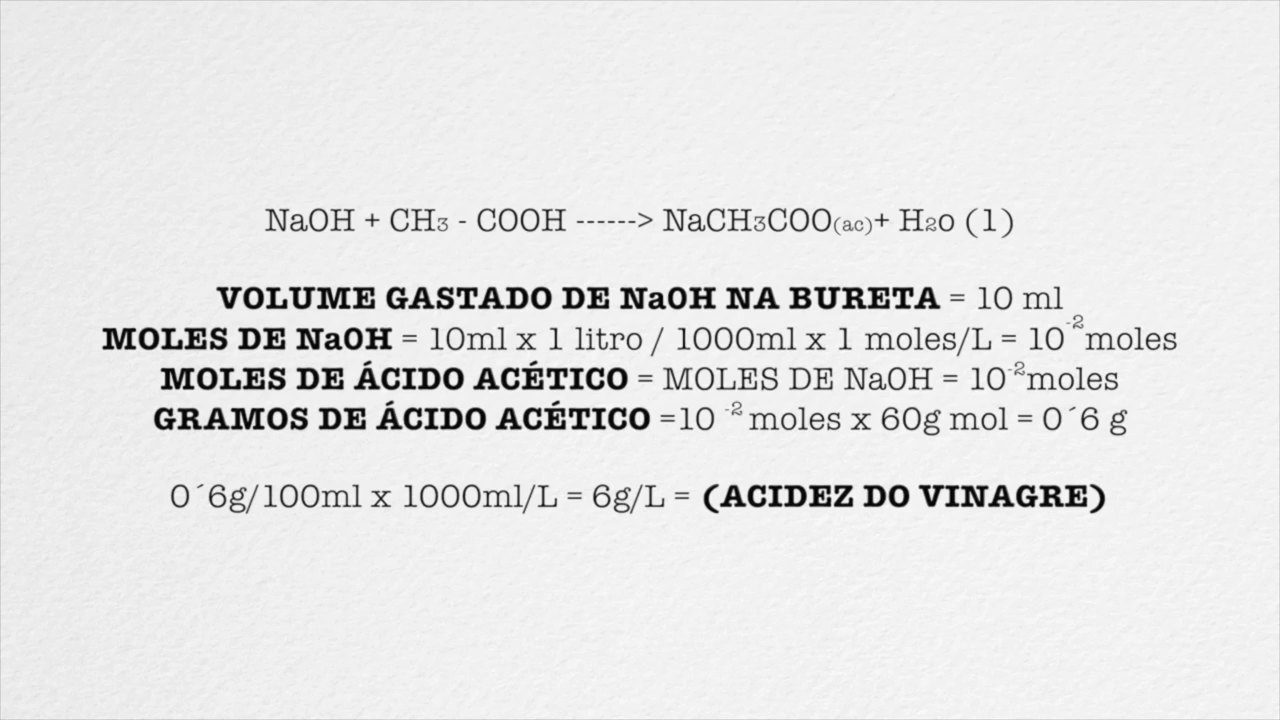 NaOH + CH₃ - COOH ------> NaCH₃COO(ac)+ H₂o (1)
VOLUME GASTADO DE NaOH NA BURETA = 10 ml
MOLES DE NaOH = 10ml x 1 litro / 1000ml x 1 moles/L = 10⁻²moles
MOLES DE ÁCIDO ACÉTICO = MOLES DE NaOH = 10⁻²moles
GRAMOS DE ÁCIDO ACÉTICO =10 ⁻² moles x 60g mol = 0´6 g
0´6g/100ml x 1000ml/L = 6g/L = (ACIDEZ DO VINAGRE)